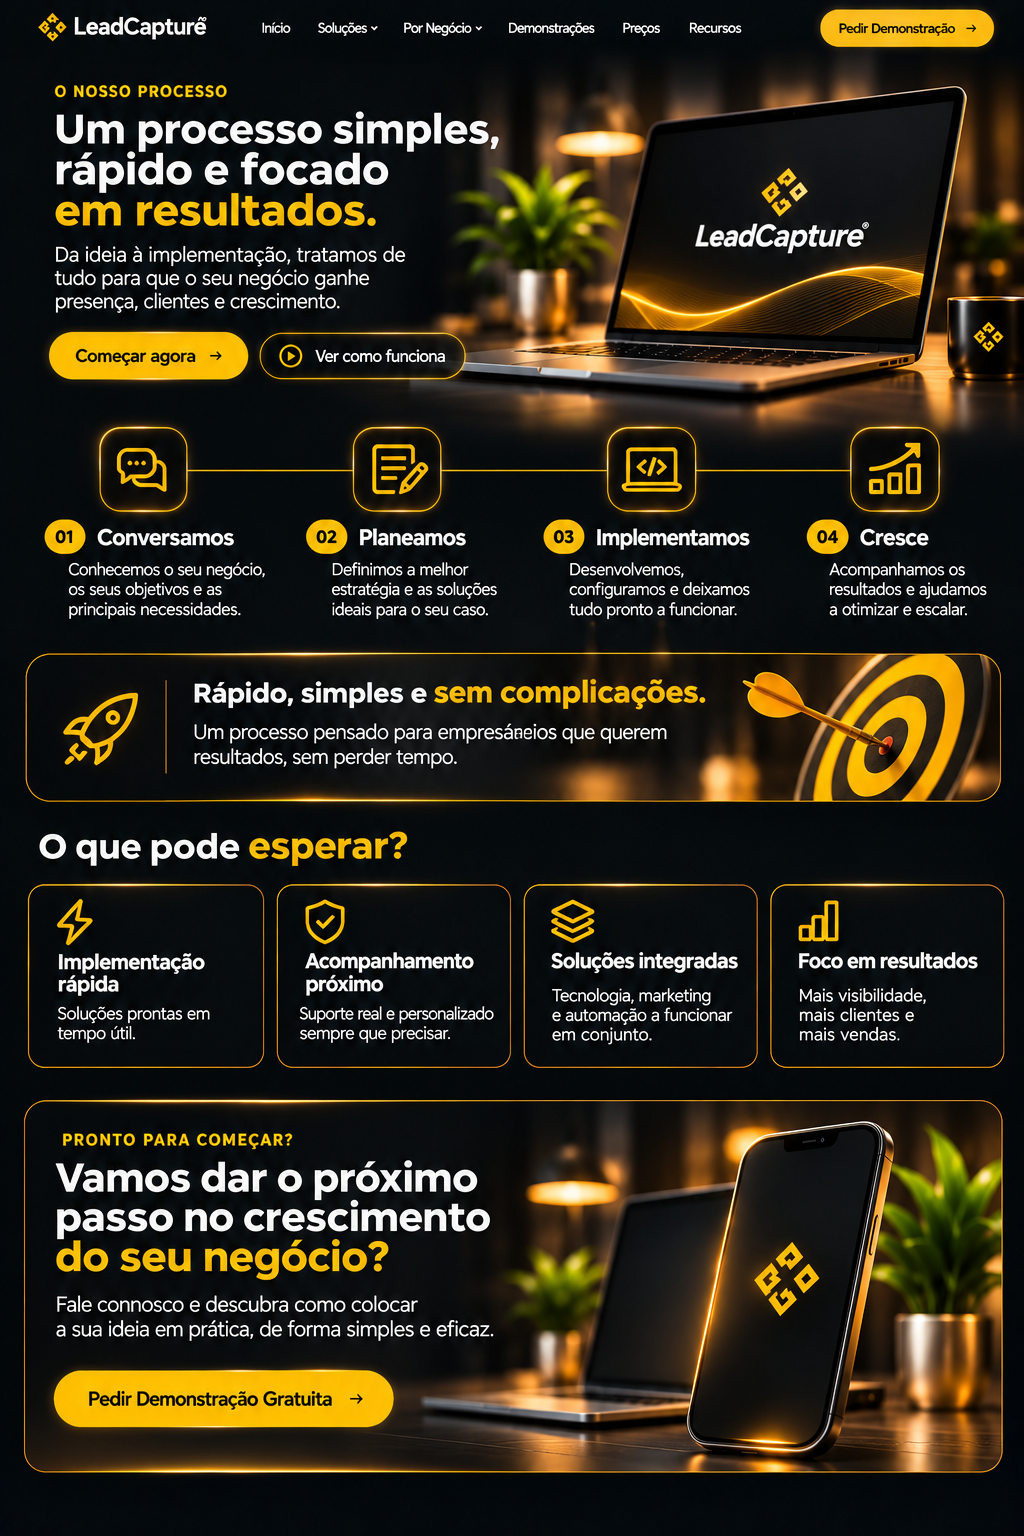 LeadCapture®
Início
Soluções
Por Negócio
Demonstrações
Preços
Recursos
Pedir Demonstração →
O NOSSO PROCESSO
Um processo simples,
rápido e focado
em resultados.
Da ideia à implementação, tratamos de
tudo para que o seu negócio ganhe
presença, clientes e crescimento.
Começar agora →
Ver como funciona
LeadCapture®
01 Conversamos
Conhecemos o seu negócio,
os seus objetivos e as
principais necessidades.
02 Planeamos
Definimos a melhor
estratégia e as soluções
ideais para o seu caso.
03 Implementamos
Desenvolvemos,
configuramos e deixamos
tudo pronto a funcionar.
04 Cresce
Acompanhamos os
resultados e ajudamos
a otimizar e escalar.
Rápido, simples e sem complicações.
Um processo pensado para que querem
resultados, sem perder tempo.
O que pode esperar?
Implementação
rápida
Soluções prontas em
tempo útil.
Acompanhamento
próximo
Suporte real e personalizado
sempre que precisar.
Soluções integradas
Tecnologia, marketing
e automação a funcionar
em conjunto.
Foco em resultados
Mais visibilidade,
mais clientes e
mais vendas.
PRONTO PARA COMEÇAR?
Vamos dar o próximo
passo no crescimento
do seu negócio?
Fale connosco e descubra como colocar
a sua ideia em prática, de forma simples e eficaz.
Pedir Demonstração Gratuita →